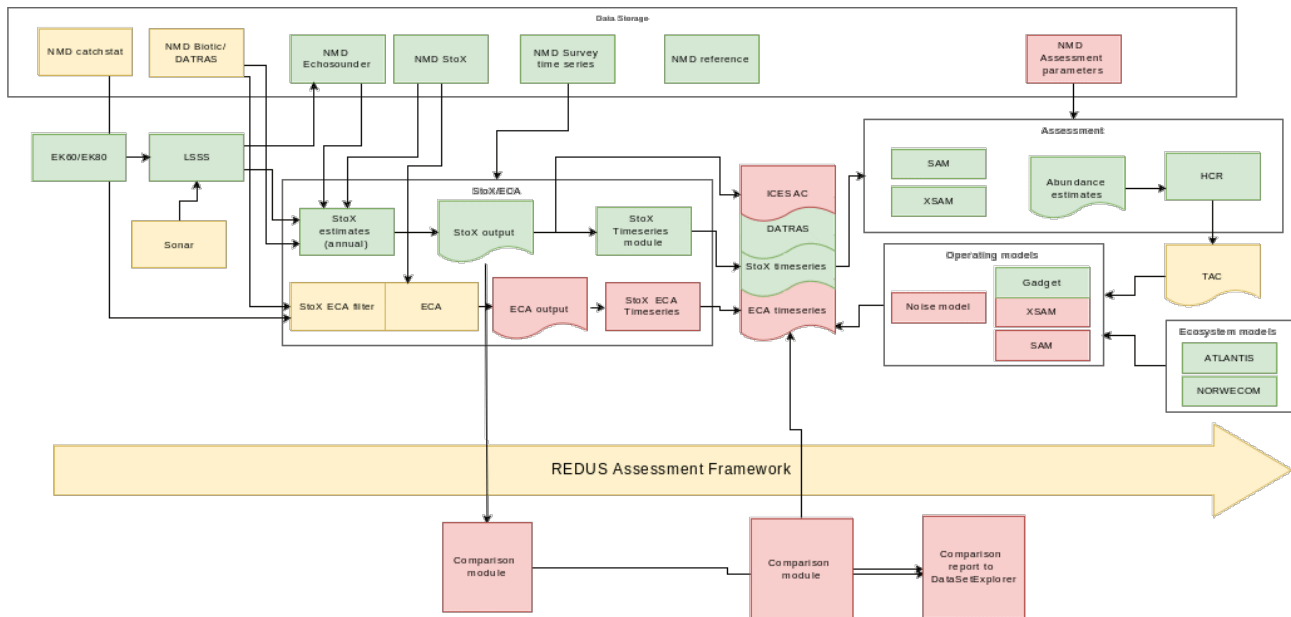 Data Storage
NMD catchstat
NMD Biotic/
DATRAS
NMD
Echosounder
NMD StoX
NMD Survey
time series
NMD reference
NMD
Assessment
parameters
EK60/EK80
LSSS
Sonar
StoX/ECA
StoX
estimates
(annual)
StoX output
StoX
Timeseries
module
StoX ECA filter
ECA
ECA output
StoX ECA
Timeseries
ICES AC
DATRAS
StoX timeseries
ECA timeseries
Assessment
SAM
XSAM
Abundance
estimates
HCR
Operating models
Noise model
Gadget
XSAM
SAM
TAC
Ecosystem models
ATLANTIS
NORWECOM
REDUS Assessment Framework
Comparison
module
Comparison
module
Comparison
report to
DataSetExplorer